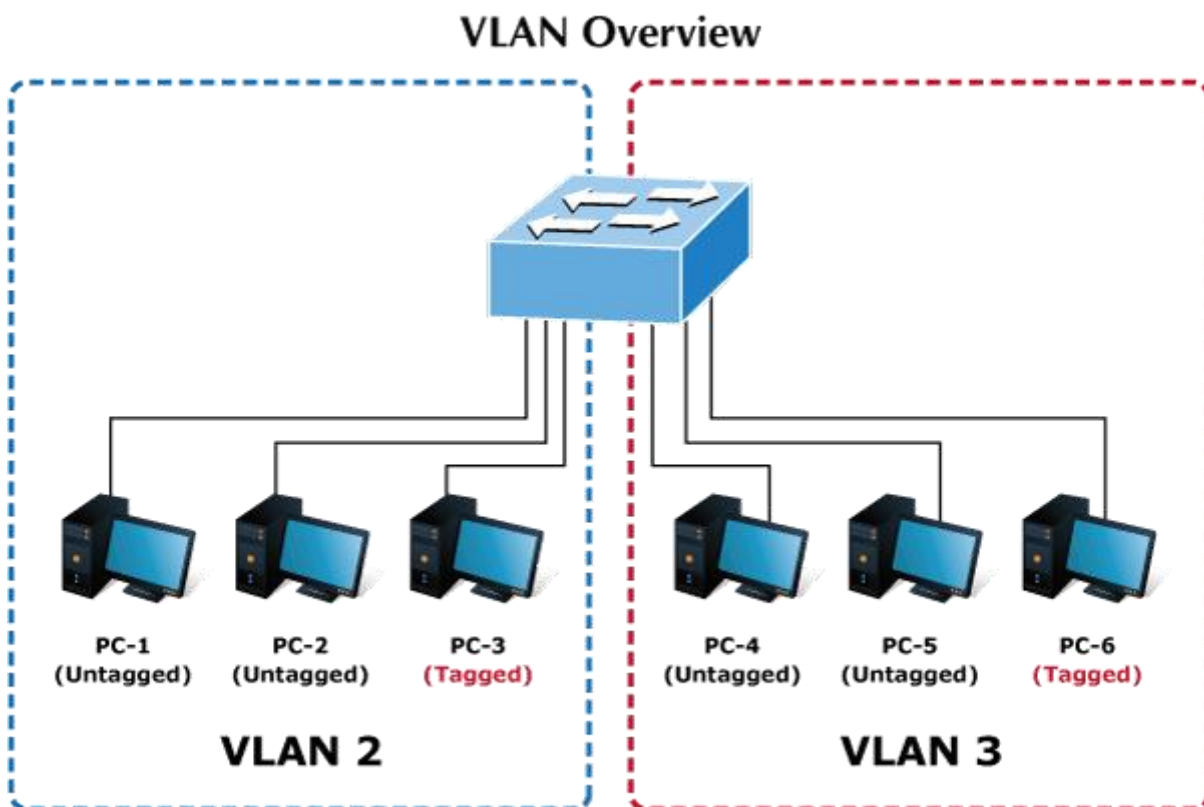 VLAN Overview
PC-1
(Untagged)
PC-2
(Untagged)
PC-3
(Tagged)
VLAN 2
PC-4
(Untagged)
PC-5
(Untagged)
PC-6
(Tagged)
VLAN 3